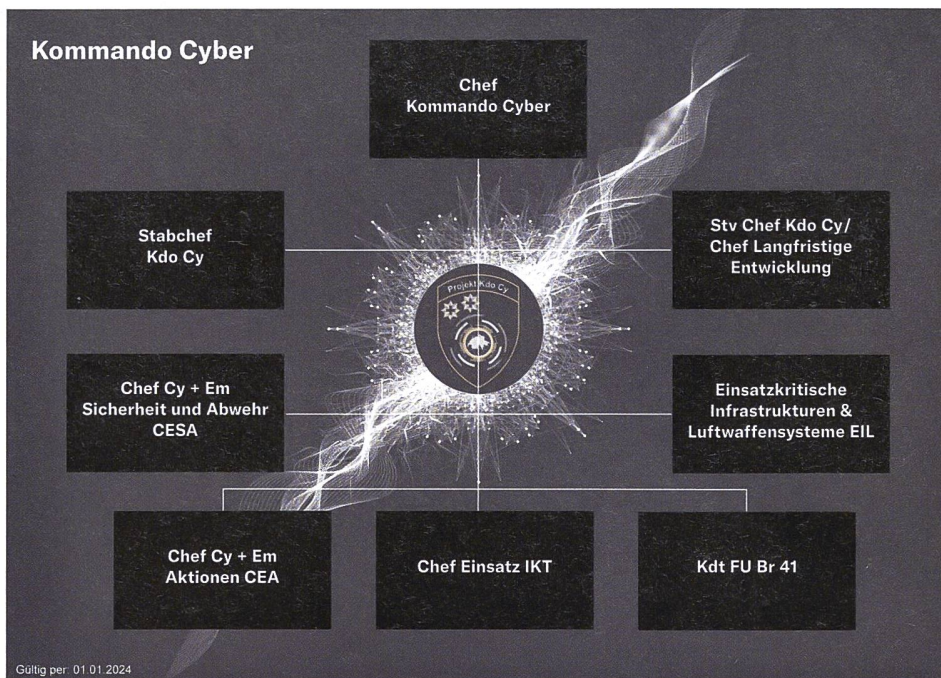 Kommando Cyber
Chef
Kommando Cyber
Stabchef
Kdo Cy
Stv Chef Kdo Cy/
Chef Langfristige
Entwicklung
Projekt Kdo Cy
Chef Cy + Em
Sicherheit und Abwehr
CESA
Einsatzkritische
Infrastrukturen &
Luftwaffensysteme EIL
Chef Cy + Em
Aktionen CEA
Chef Einsatz IKT
Kdt FU Br 41
Gültig per: 01.01.2024